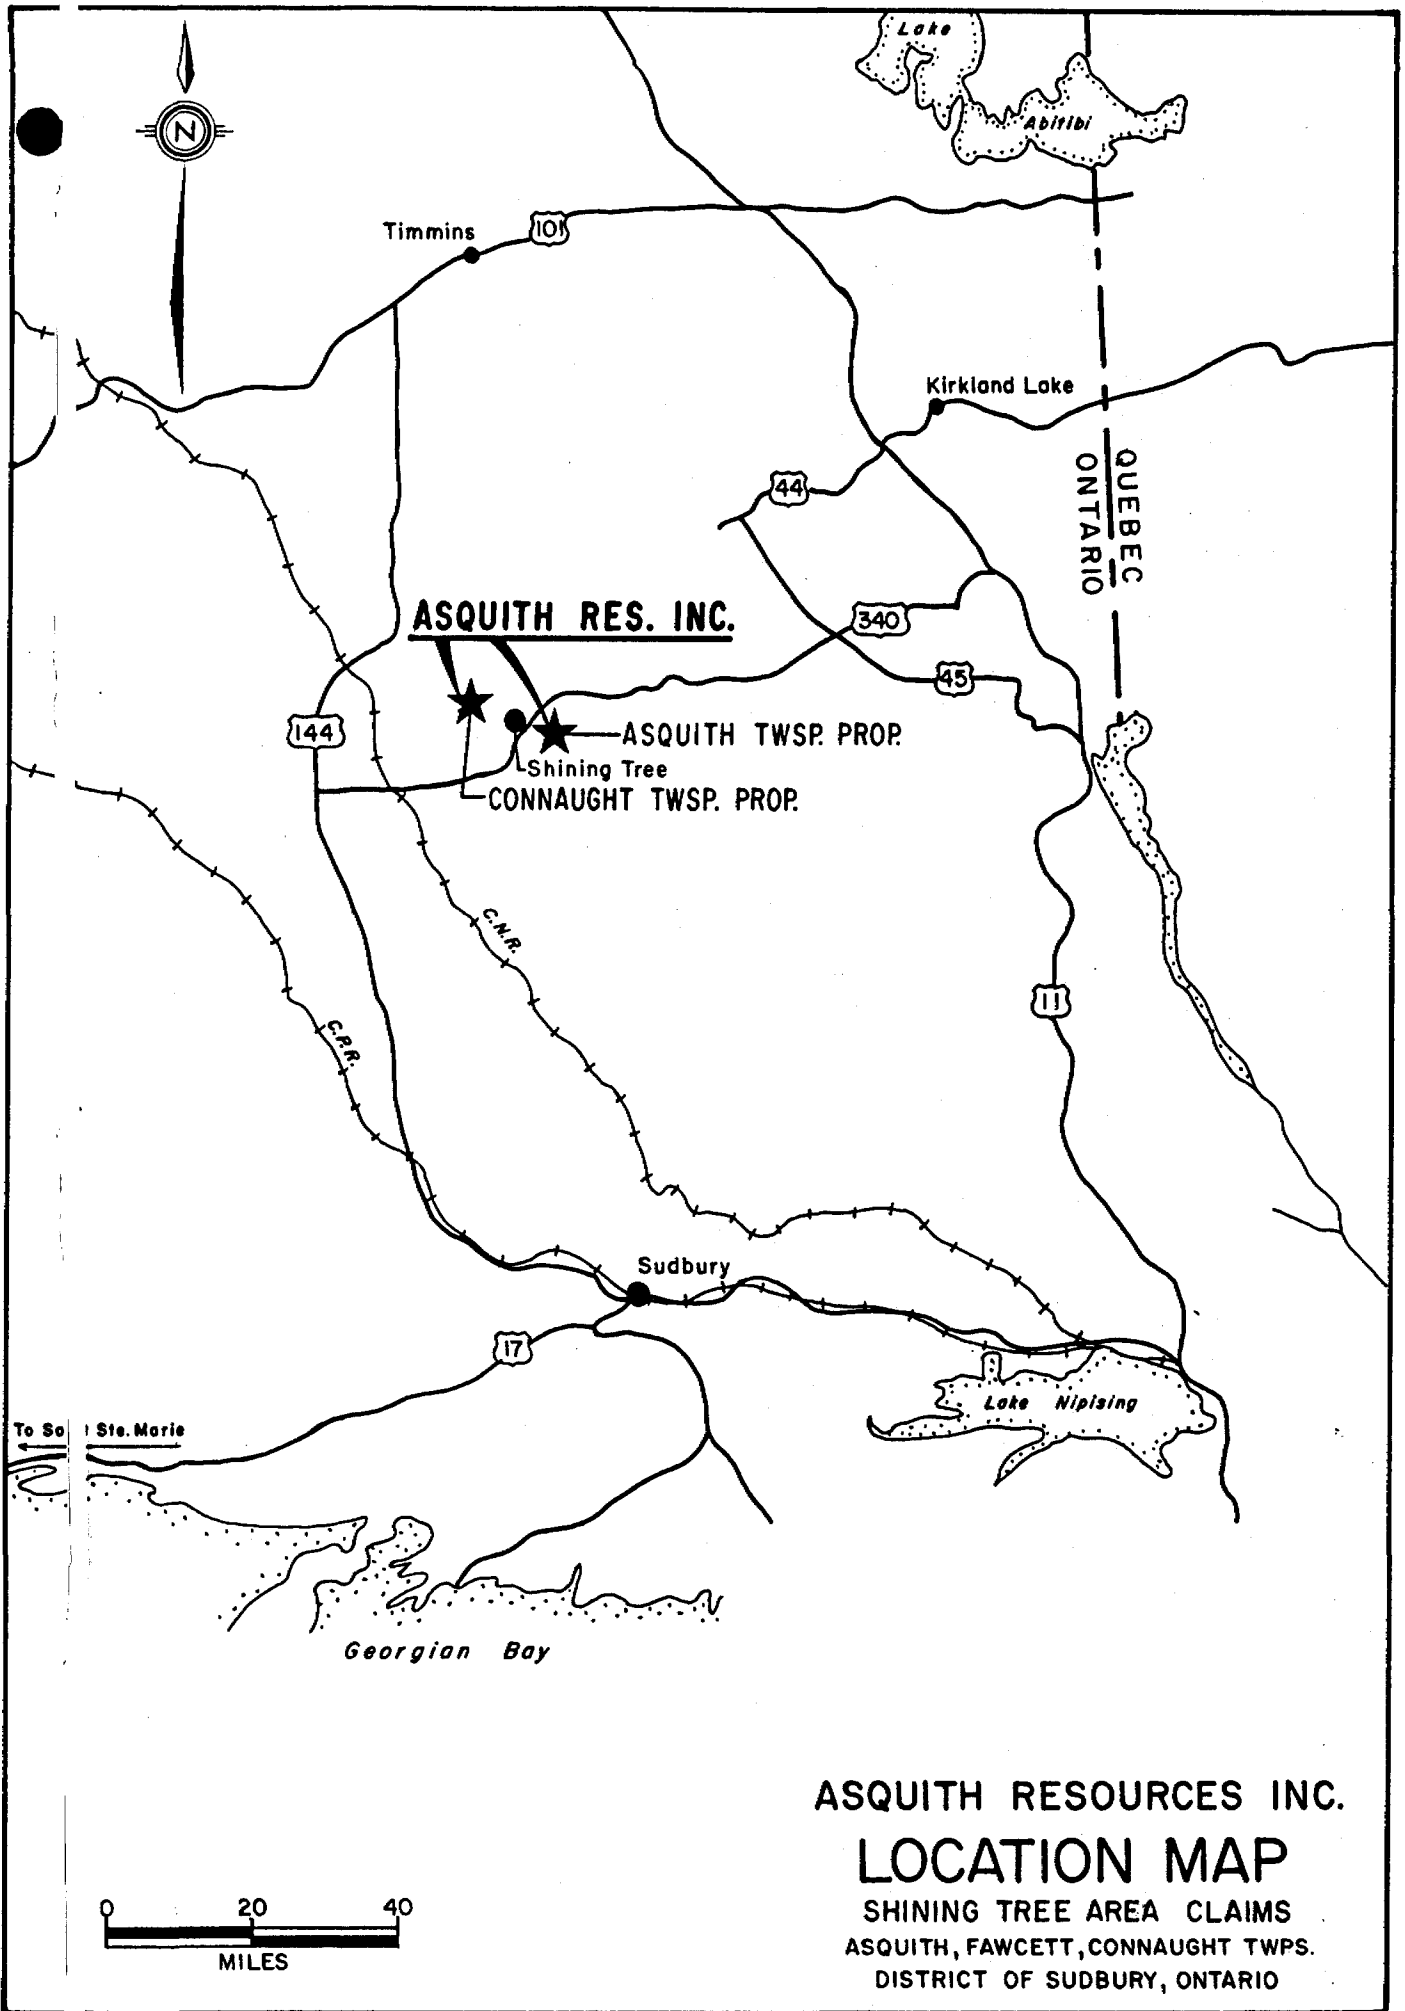 Lake
Abitibi
N
Timmins
101
Kirkland Lake
44
QUEBEC
ONTARIO
ASQUITH RES. INC.
340
45
144
ASQUITH TWSP. PROP.
Shining Tree
CONNAUGHT TWSP. PROP.
C.N.R.
11
C.P.R.
Sudbury
17
Lake Nipising
To Sa
Ste. Marie
Georgian Bay
ASQUITH RESOURCES INC.
LOCATION MAP
SHINING TREE AREA CLAIMS
ASQUITH, FAWCETT, CONNAUGHT TWPS.
DISTRICT OF SUDBURY, ONTARIO
0 20 40
MILES